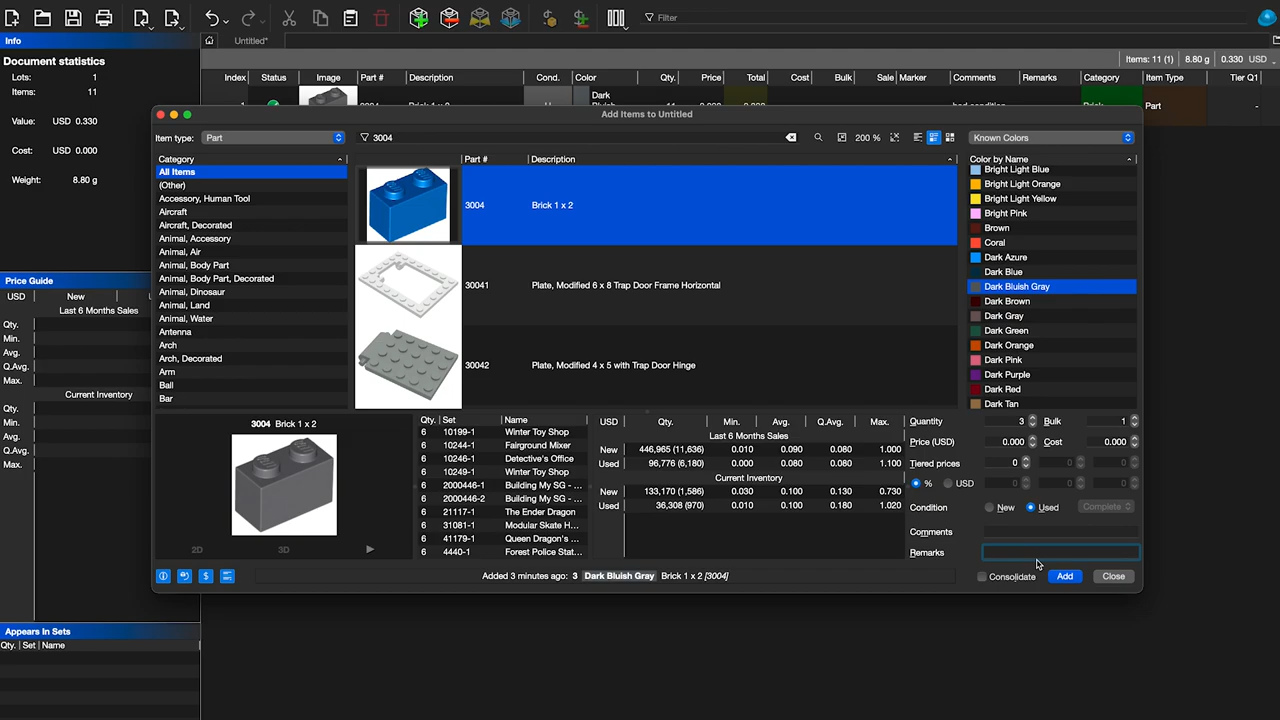 Filter
Info
Untitled*
Document statistics
Lots: 1
Items: 11
Value: USD 0.330
Cost: USD 0.000
Weight: 8.80 g
Items: 11 (1) 8.80 g 0.330 USD
Index Status Image Part # Description Cond. Color Qty. Price Total Cost Bulk Sale Marker Comments Remarks Category Item Type Tier Q1
Dark
Part
Add Items to Untitled
Item type: Part
3004
200 %
Known Colors
Category
All Items
(Other)
Accessory, Human Tool
Aircraft
Aircraft, Decorated
Animal, Accessory
Animal, Air
Animal, Body Part
Animal, Body Part, Decorated
Animal, Dinosaur
Animal, Land
Animal, Water
Antenna
Arch
Arch, Decorated
Arm
Ball
Bar
Part # Description
3004 Brick 1 x 2
30041 Plate, Modified 6 x 8 Trap Door Frame Horizontal
30042 Plate, Modified 4 x 5 with Trap Door Hinge
Color by Name
Bright Light Blue
Bright Light Orange
Bright Light Yellow
Bright Pink
Brown
Coral
Dark Azure
Dark Blue
Dark Bluish Gray
Dark Brown
Dark Gray
Dark Green
Dark Orange
Dark Pink
Dark Purple
Dark Red
Dark Tan
Price Guide
USD New
Last 6 Months Sales
Qty.
Min.
Avg.
Q.Avg.
Max.
Current Inventory
Qty.
Min.
Avg.
Q.Avg.
Max.
3004 Brick 1 x 2
2D 3D
Qty. Set Name
6 10199-1 Winter Toy Shop
6 10244-1 Fairground Mixer
6 10246-1 Detective's Office
6 10249-1 Winter Toy Shop
6 2000446-1 Building My SG - ...
6 2000446-2 Building My SG - ...
6 21117-1 The Ender Dragon
6 31081-1 Modular Skate H...
6 41179-1 Queen Dragon's ...
6 4440-1 Forest Police Stat...
USD Qty. Min. Avg. Q.Avg. Max.
Last 6 Months Sales
New 446,965 (11,636) 0.010 0.090 0.080 1.000
Used 96,776 (6,180) 0.000 0.080 0.080 1.100
Current Inventory
New 133,170 (1,586) 0.030 0.100 0.130 0.730
Used 36,308 (970) 0.010 0.100 0.180 1.020
Quantity 3 Bulk 1
Price (USD) 0.000 Cost 0.000
Tiered prices 0 0 0
% USD 0 0 0
Condition New Used Complete
Comments
Remarks
Added 3 minutes ago: 3 Dark Bluish Gray Brick 1 x 2 [3004]
Consolidate Add Close
Appears In Sets
Qty. Set Name